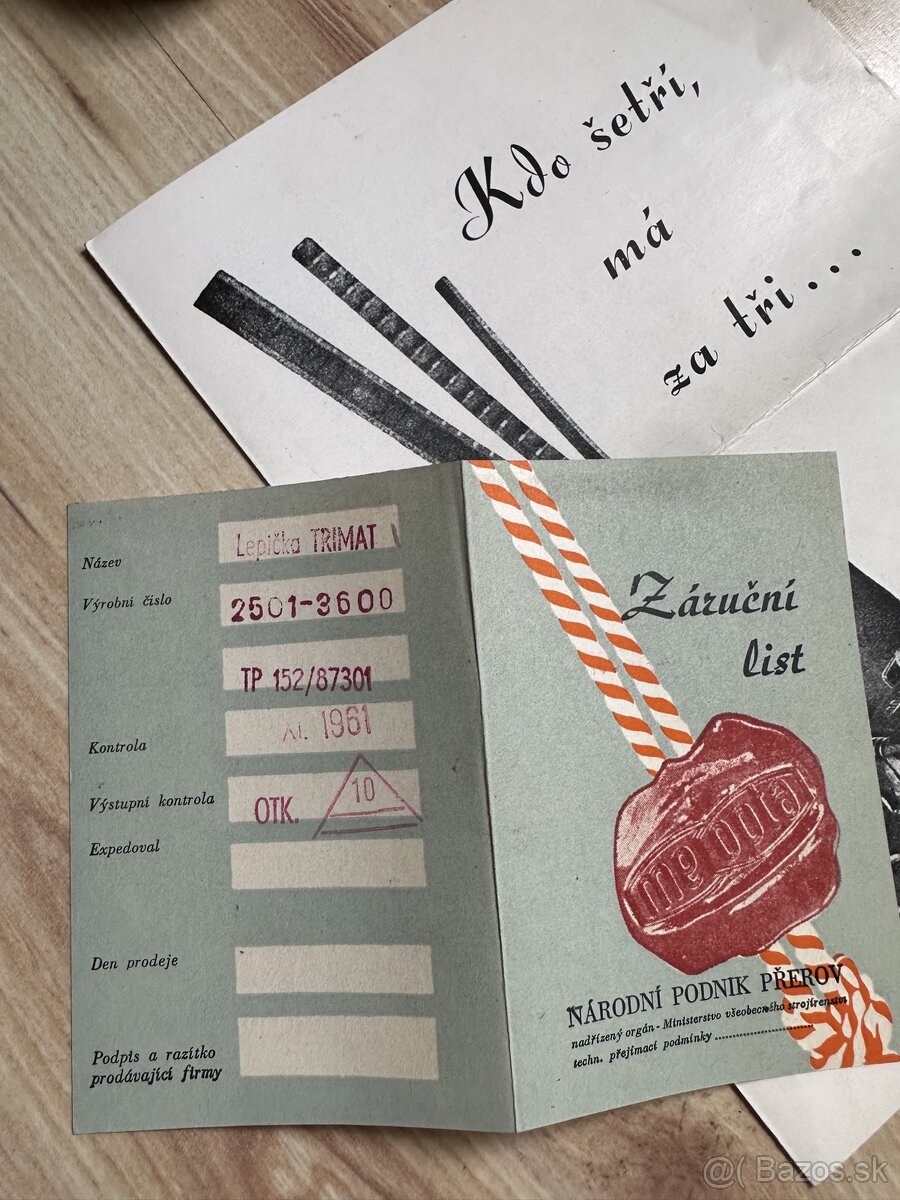 Kdo šetří,
má
za tři...
Název
Lepička TRIMAT
Výrobní číslo
2501-3600
TP 152/87301
Kontrola
XI. 1961
Výstupní kontrola
OTK. 10
Expedoval
Den prodeje
Podpis a razítko
prodávající firmy
Záruční
list
meopta
NÁRODNÍ PODNIK PŘEROV
nadřízený orgán - Ministerstvo všeobecného strojírenství
techn. přejímací podmínky ....................
@( Bazos.sk